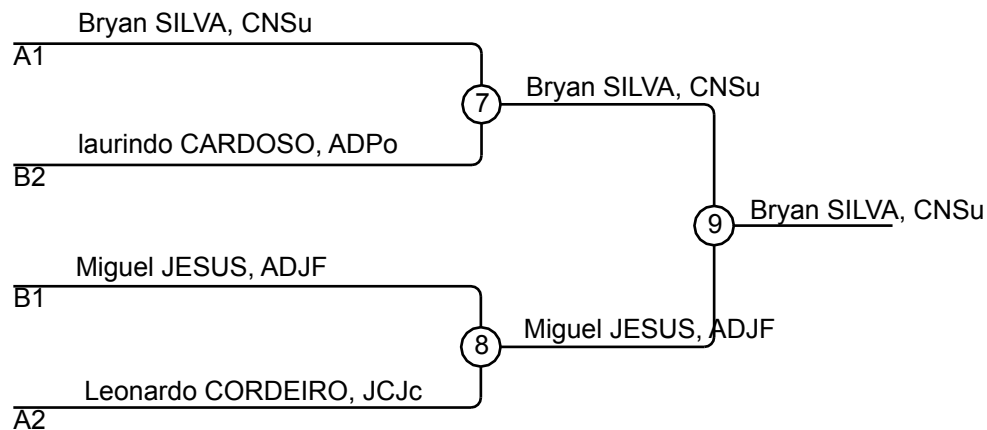 Bryan SILVA, CNSu
A1
7
Bryan SILVA, CNSu
laurindo CARDOSO, ADPo
B2
9
Bryan SILVA, CNSu
Miguel JESUS, ADJF
B1
8
Miguel JESUS, ADJF
Leonardo CORDEIRO, JCJc
A2